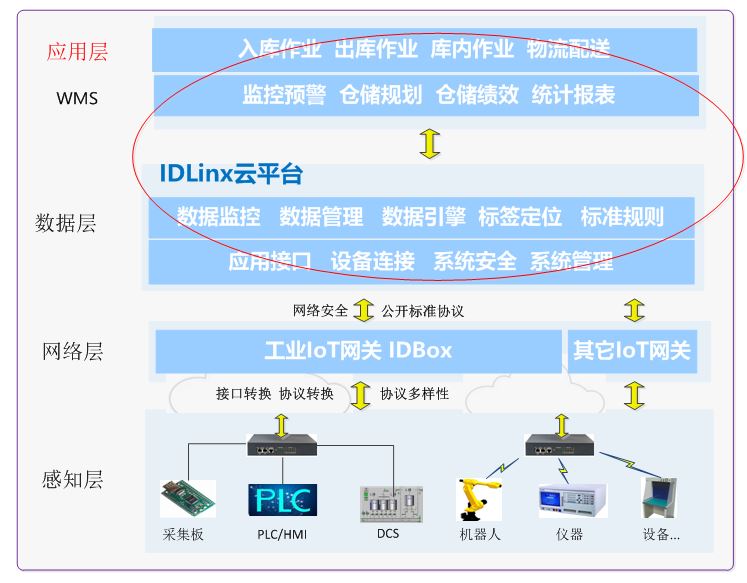 应用层
入库作业 出库作业 库内作业 物流配送
WMS
监控预警 仓储规划 仓储绩效 统计报表
IDLinx云平台
数据层
数据监控 数据管理 数据引擎 标签定位 标准规则
应用接口 设备连接 系统安全 系统管理
网络安全 公开标准协议
网络层
工业IoT网关 IDBox 其它IoT网关
接口转换 协议转换 协议多样性
感知层
PLC
采集板 PLC/HMI DCS 机器人 仪器 设备...